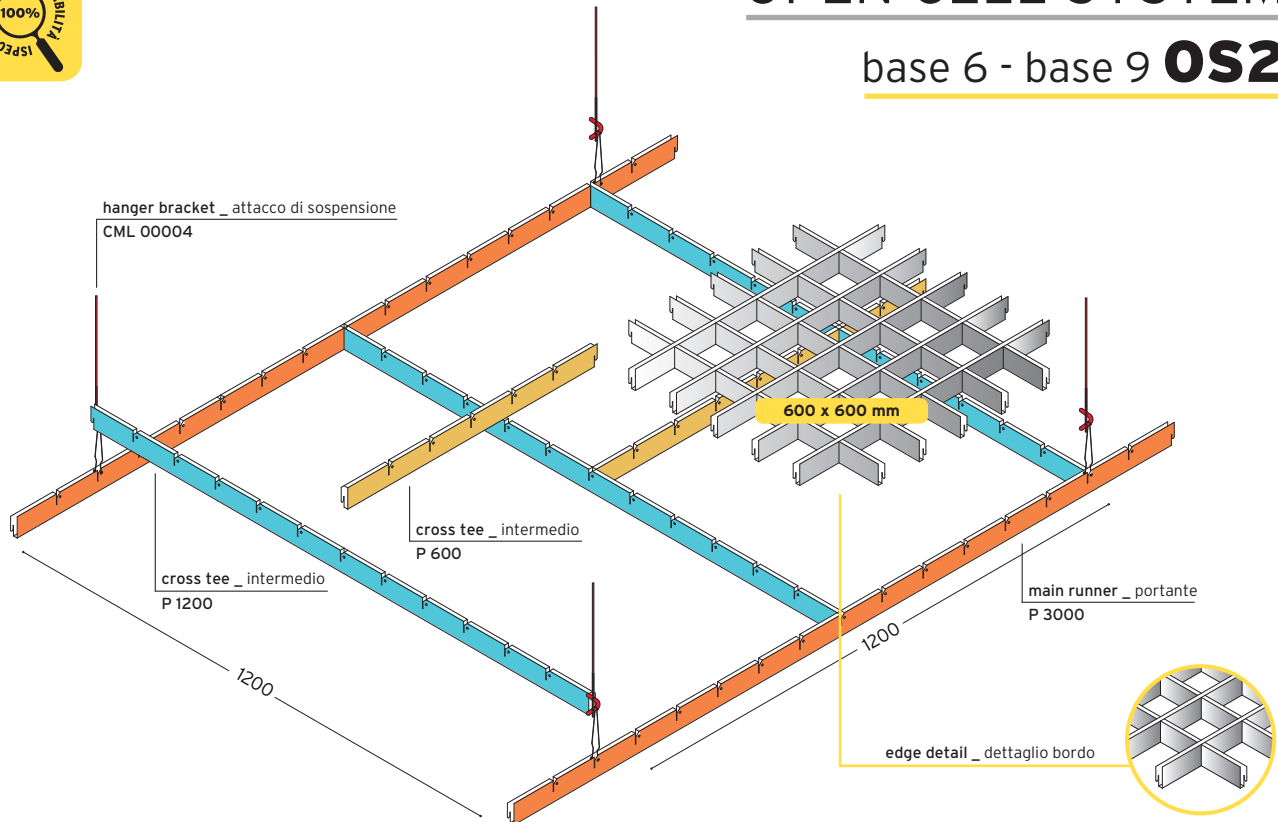 100%
base 6 - base 9 OS2
hanger bracket _ attacco di sospensione
CML 00004
600 x 600 mm
cross tee _ intermedio
P 600
cross tee _ intermedio
P 1200
main runner _ portante
P 3000
1200
1200
edge detail _ dettaglio bordo